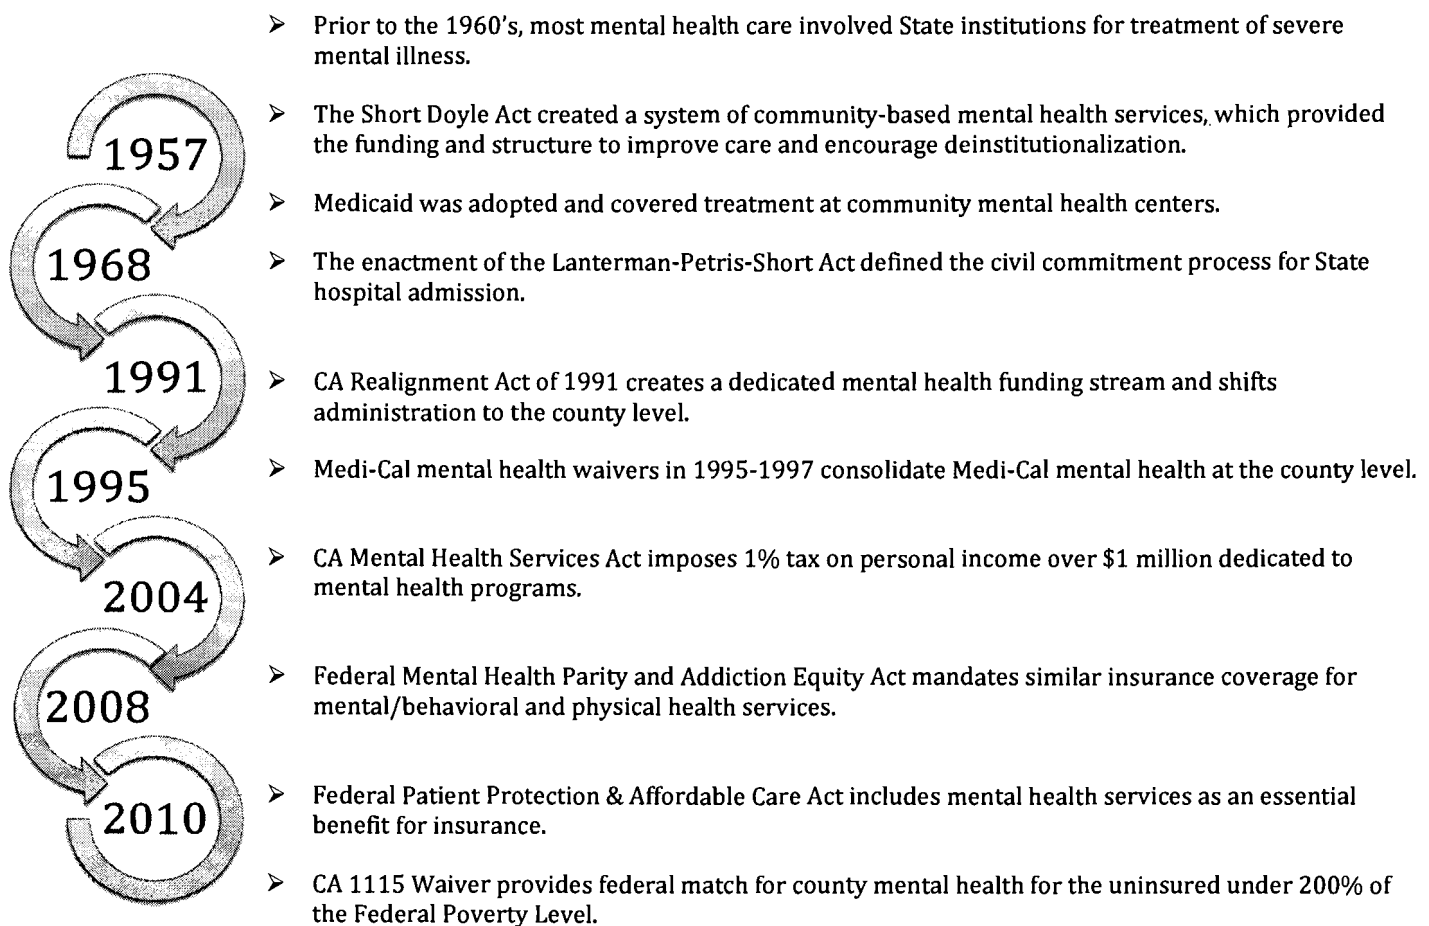 ➢ Prior to the 1960's, most mental health care involved State institutions for treatment of severe
mental illness.
1957
➢ The Short Doyle Act created a system of community-based mental health services, which provided
the funding and structure to improve care and encourage deinstitutionalization.
➢ Medicaid was adopted and covered treatment at community mental health centers.
1968
➢ The enactment of the Lanterman-Petris-Short Act defined the civil commitment process for State
hospital admission.
1991
➢ CA Realignment Act of 1991 creates a dedicated mental health funding stream and shifts
administration to the county level.
1995
➢ Medi-Cal mental health waivers in 1995-1997 consolidate Medi-Cal mental health at the county level.
2004
➢ CA Mental Health Services Act imposes 1% tax on personal income over $1 million dedicated to
mental health programs.
2008
➢ Federal Mental Health Parity and Addiction Equity Act mandates similar insurance coverage for
mental/behavioral and physical health services.
2010
➢ Federal Patient Protection & Affordable Care Act includes mental health services as an essential
benefit for insurance.
➢ CA 1115 Waiver provides federal match for county mental health for the uninsured under 200% of
the Federal Poverty Level.